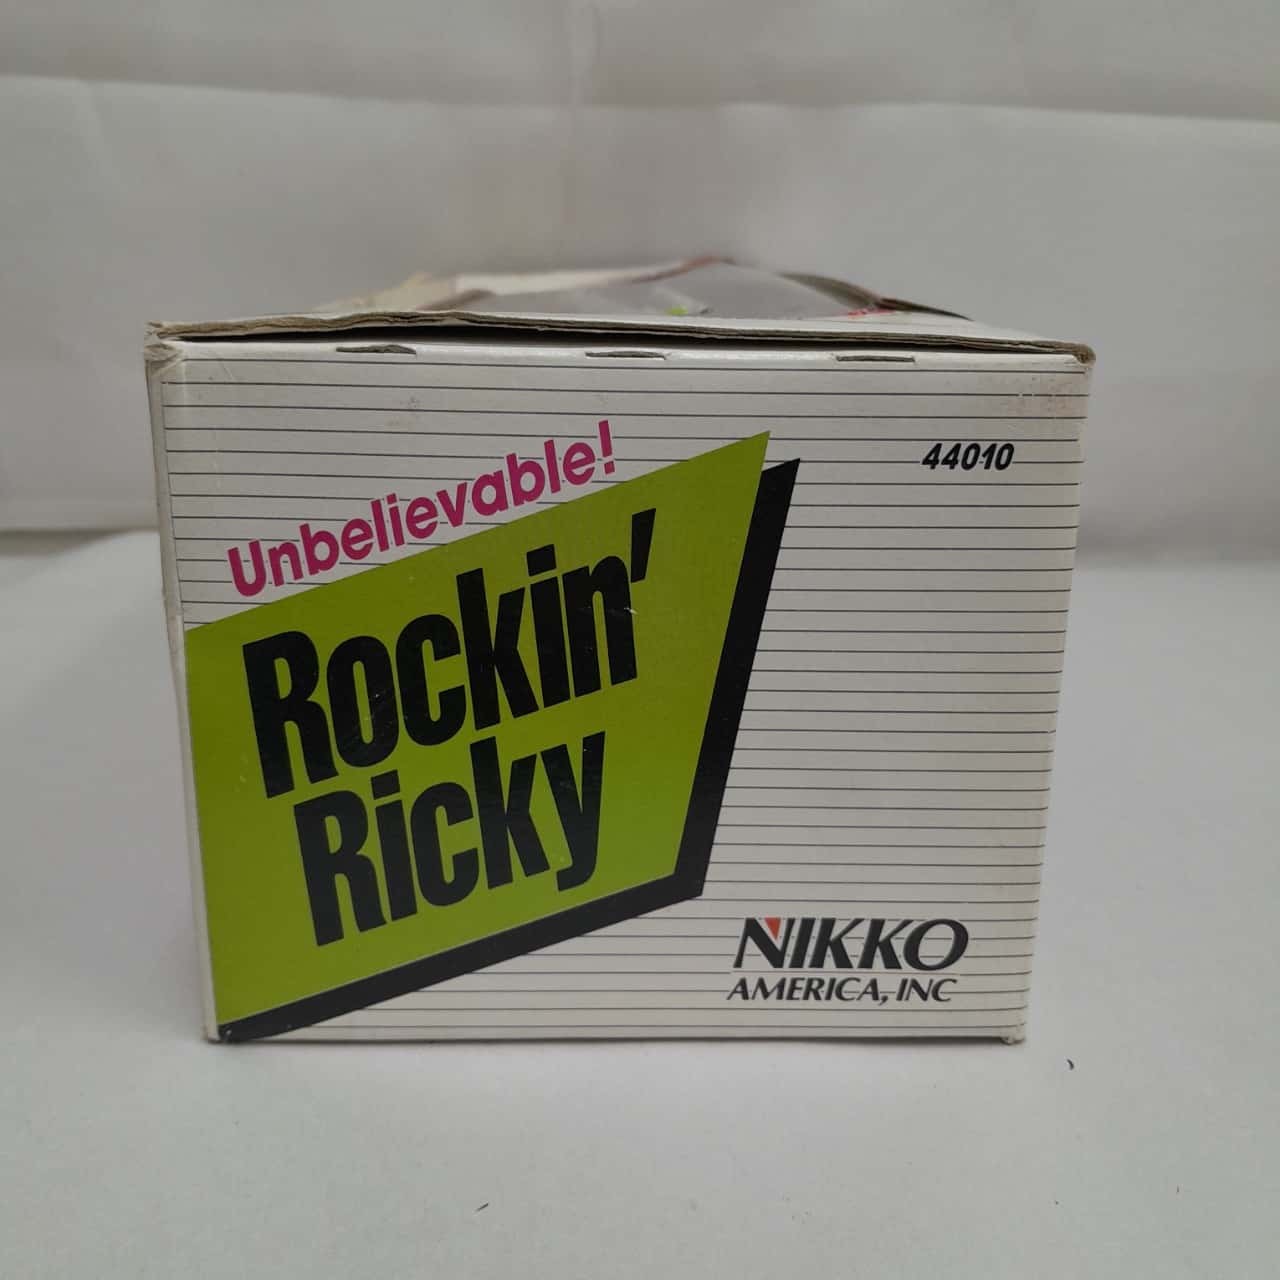 Unbelievable!
44010
Rockin'
Ricky
NIKKO
AMERICA, INC